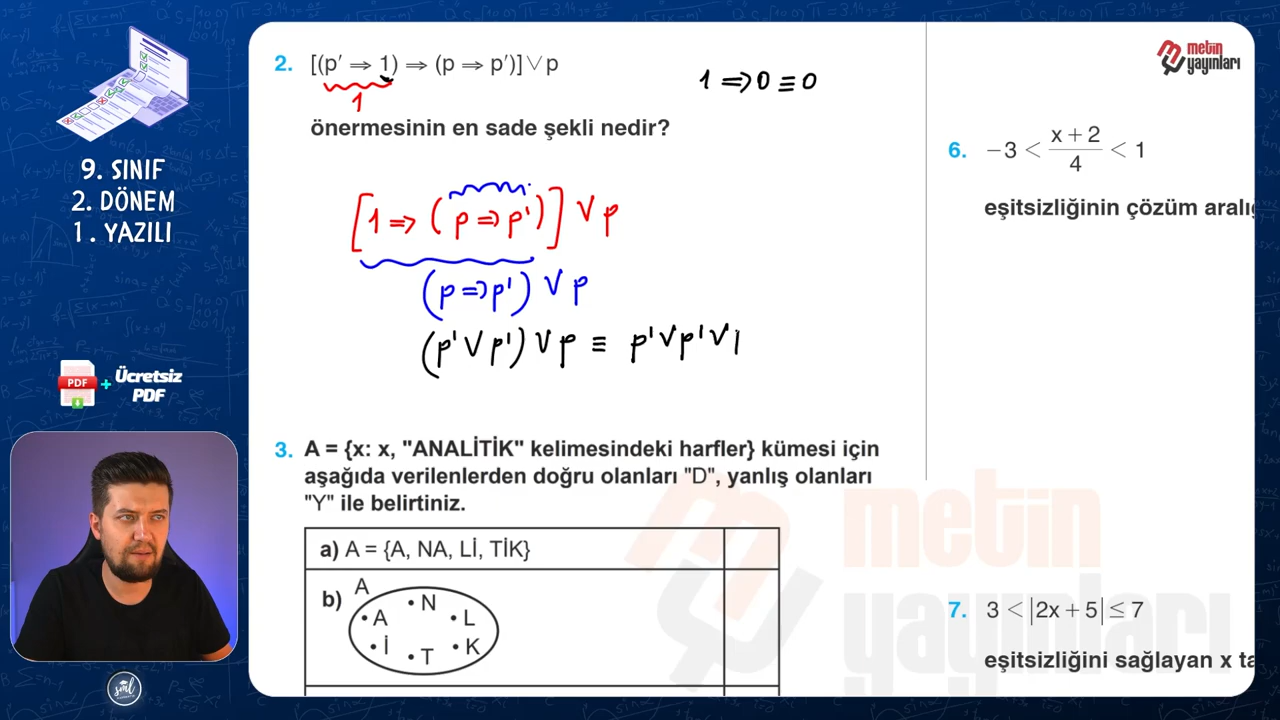 9. SINIF
2. DÖNEM
1. YAZILI
PDF + Ücretsiz
PDF
sml
2. [(p′ ⇒ 1) ⇒ (p ⇒ p′)] ∨ p
1
1 ⇒ 0 ≡ 0
önermesinin en sade şekli nedir?
[1 ⇒ (p ⇒ p')] ∨ p
(p ⇒ p') ∨ p
(p' ∨ p') ∨ p ≡ p' ∨ p' ∨
3. A = {x: x, "ANALİTİK" kelimesindeki harfler} kümesi için
aşağıda verilenlerden doğru olanları "D", yanlış olanları
"Y" ile belirtiniz.
a) A = {A, NA, Lİ, TİK}
b) A
• A • N • L
• İ • T • K
metin
yayınları
6. −3 < (x + 2)/4 < 1
eşitsizliğinin çözüm aralığ
7. 3 < |2x + 5| ≤ 7
eşitsizliğini sağlayan x ta
metin
yayınları